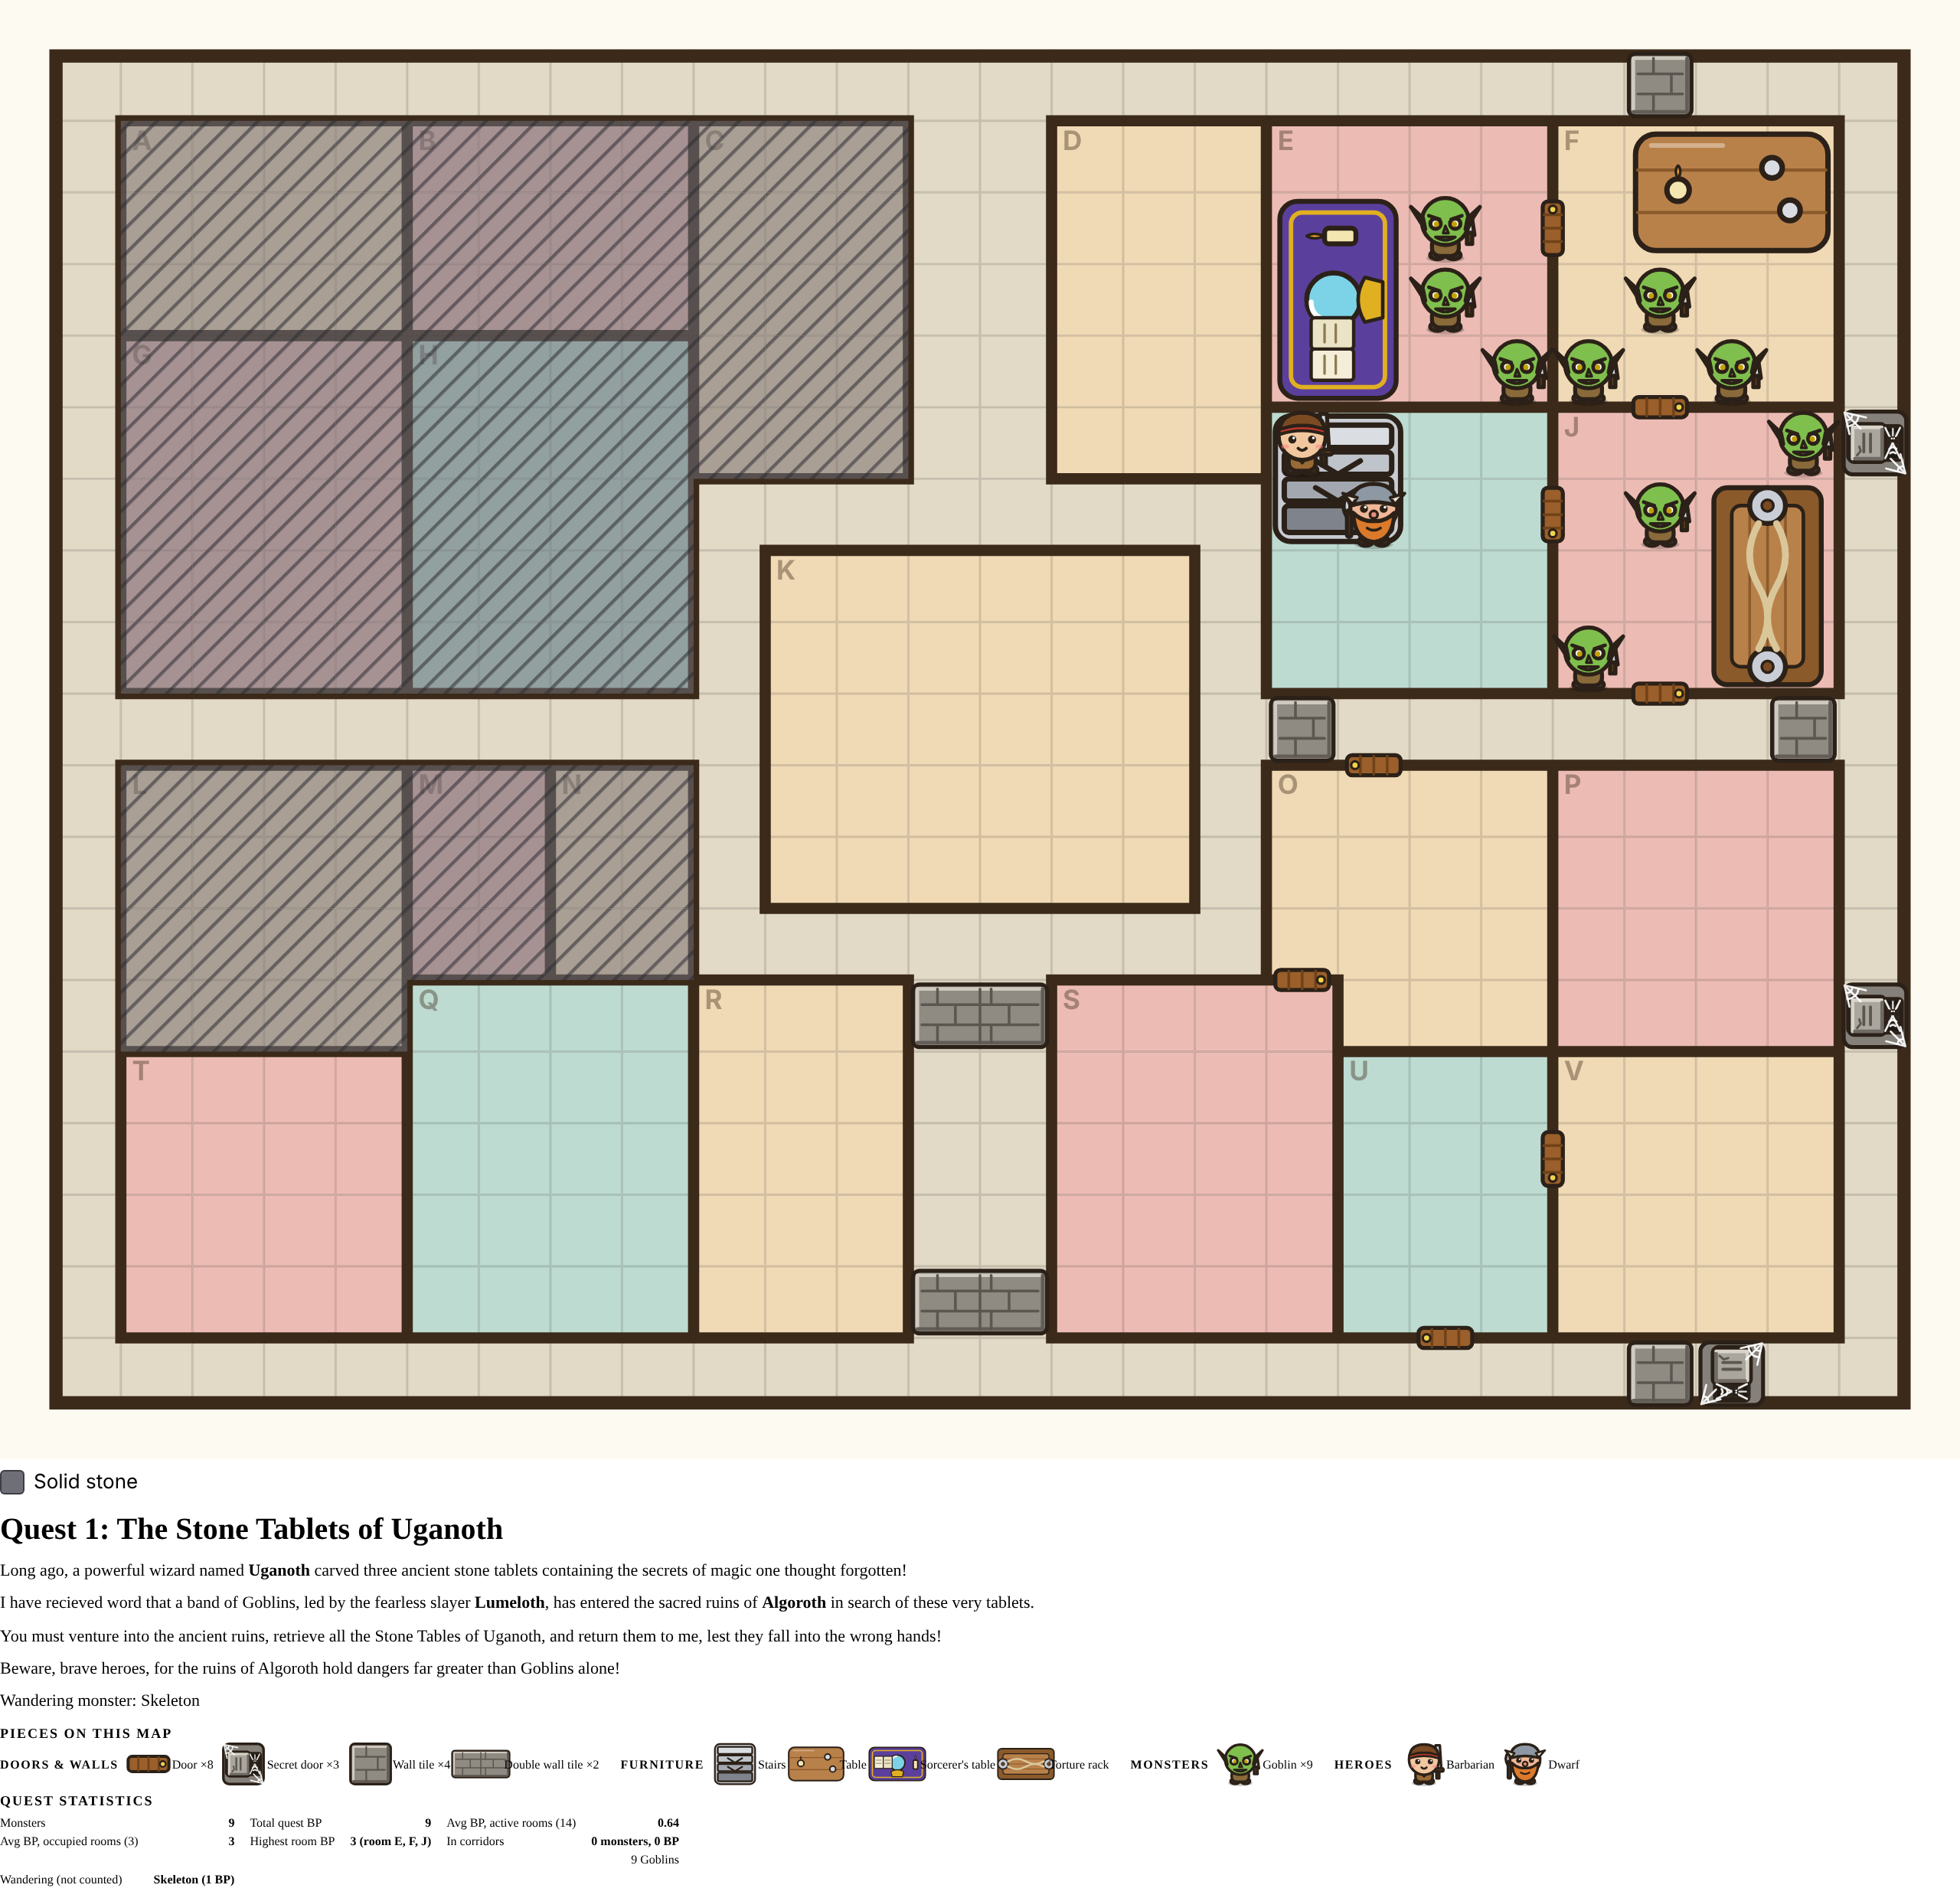 A B C D E F
G H J
K
L M N O P
Q R S
T U V
Solid stone
Quest 1: The Stone Tablets of Uganoth
Long ago, a powerful wizard named Uganoth carved three ancient stone tablets containing the secrets of magic one thought forgotten!
I have recieved word that a band of Goblins, led by the fearless slayer Lumeloth, has entered the sacred ruins of Algoroth in search of these very tablets.
You must venture into the ancient ruins, retrieve all the Stone Tables of Uganoth, and return them to me, lest they fall into the wrong hands!
Beware, brave heroes, for the ruins of Algoroth hold dangers far greater than Goblins alone!
Wandering monster: Skeleton
PIECES ON THIS MAP
DOORS & WALLS Door ×8 Secret door ×3 Wall tile ×4 Double wall tile ×2 FURNITURE Stairs Table Sorcerer's table Torture rack MONSTERS Goblin ×9 HEROES Barbarian Dwarf
QUEST STATISTICS
Monsters 9 Total quest BP 9 Avg BP, active rooms (14) 0.64
Avg BP, occupied rooms (3) 3 Highest room BP 3 (room E, F, J) In corridors 0 monsters, 0 BP
9 Goblins
Wandering (not counted) Skeleton (1 BP)